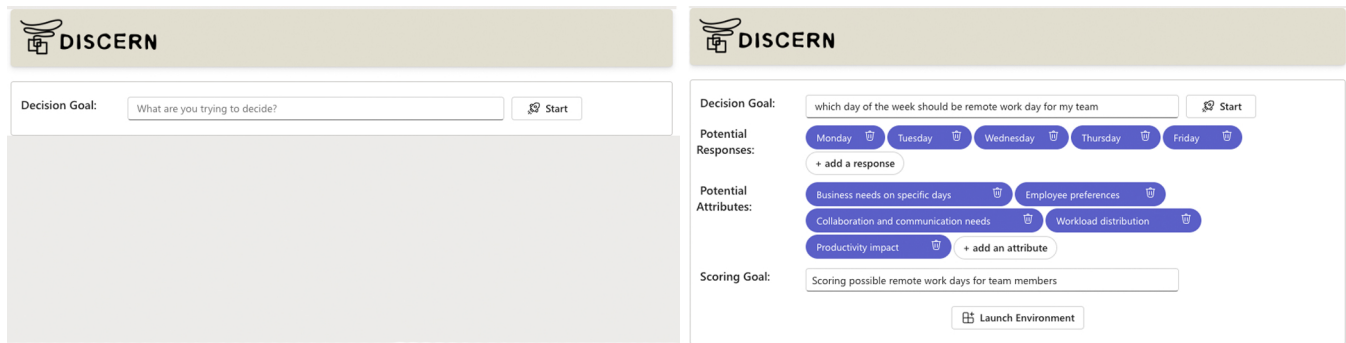 DISCERN
Decision Goal: What are you trying to decide? Start
DISCERN
Decision Goal: which day of the week should be remote work day for my team Start
Potential Responses: Monday Tuesday Wednesday Thursday Friday
+ add a response
Potential Attributes: Business needs on specific days Employee preferences
Collaboration and communication needs Workload distribution
Productivity impact + add an attribute
Scoring Goal: Scoring possible remote work days for team members
Launch Environment